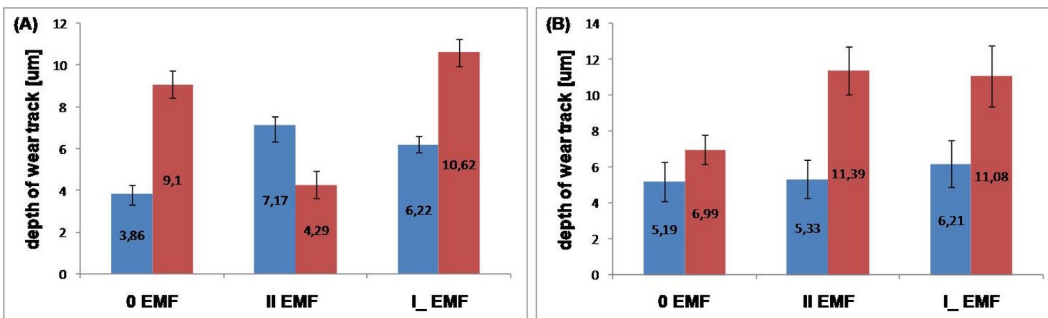 (A)
depth of wear track [um]
12
10
8
6
4
2
0
3,86
9,1
7,17
4,29
6,22
10,62
0 EMF
II EMF
I_ EMF
(B)
depth of wear track [um]
14
12
10
8
6
4
2
0
5,19
6,99
5,33
11,39
6,21
11,08
0 EMF
II EMF
I_ EMF